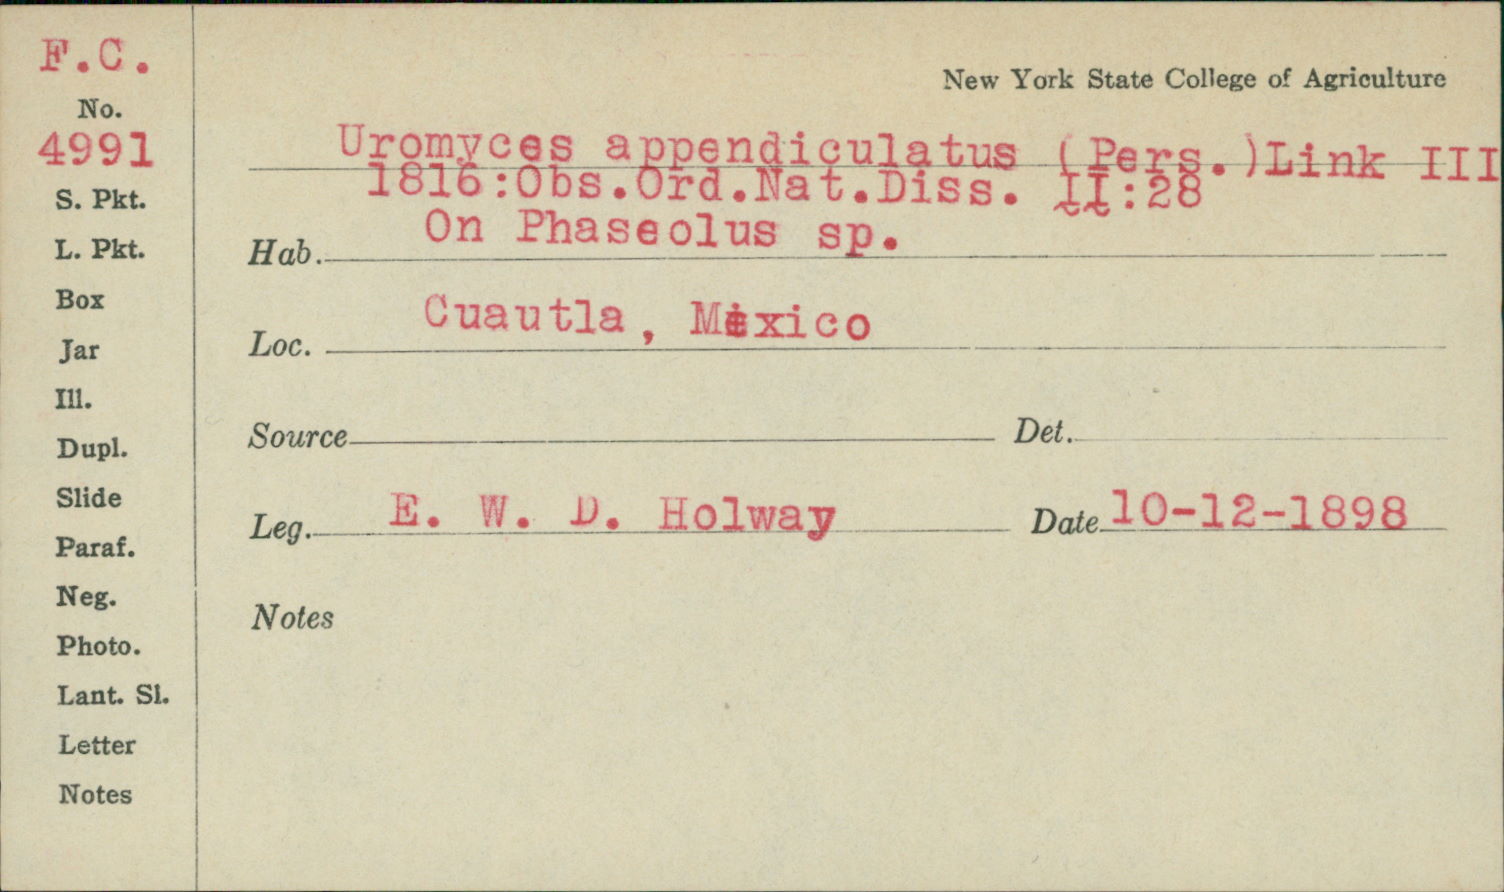 F.C.
No.
4991
S. Pkt.
L. Pkt.
Box
Jar
Ill.
Dupl.
Slide
Paraf.
Neg.
Photo.
Lant. Sl.
Letter
Notes
New York State College of Agriculture
Uromyces appendiculatus (Pers.)Link III
1816:Obs.Ord.Nat.Diss. II:28
Hab. On Phaseolus sp.
Loc. Cuautla, Mexico
Source Det.
Leg. E. W. D. Holway Date 10-12-1898
Notes